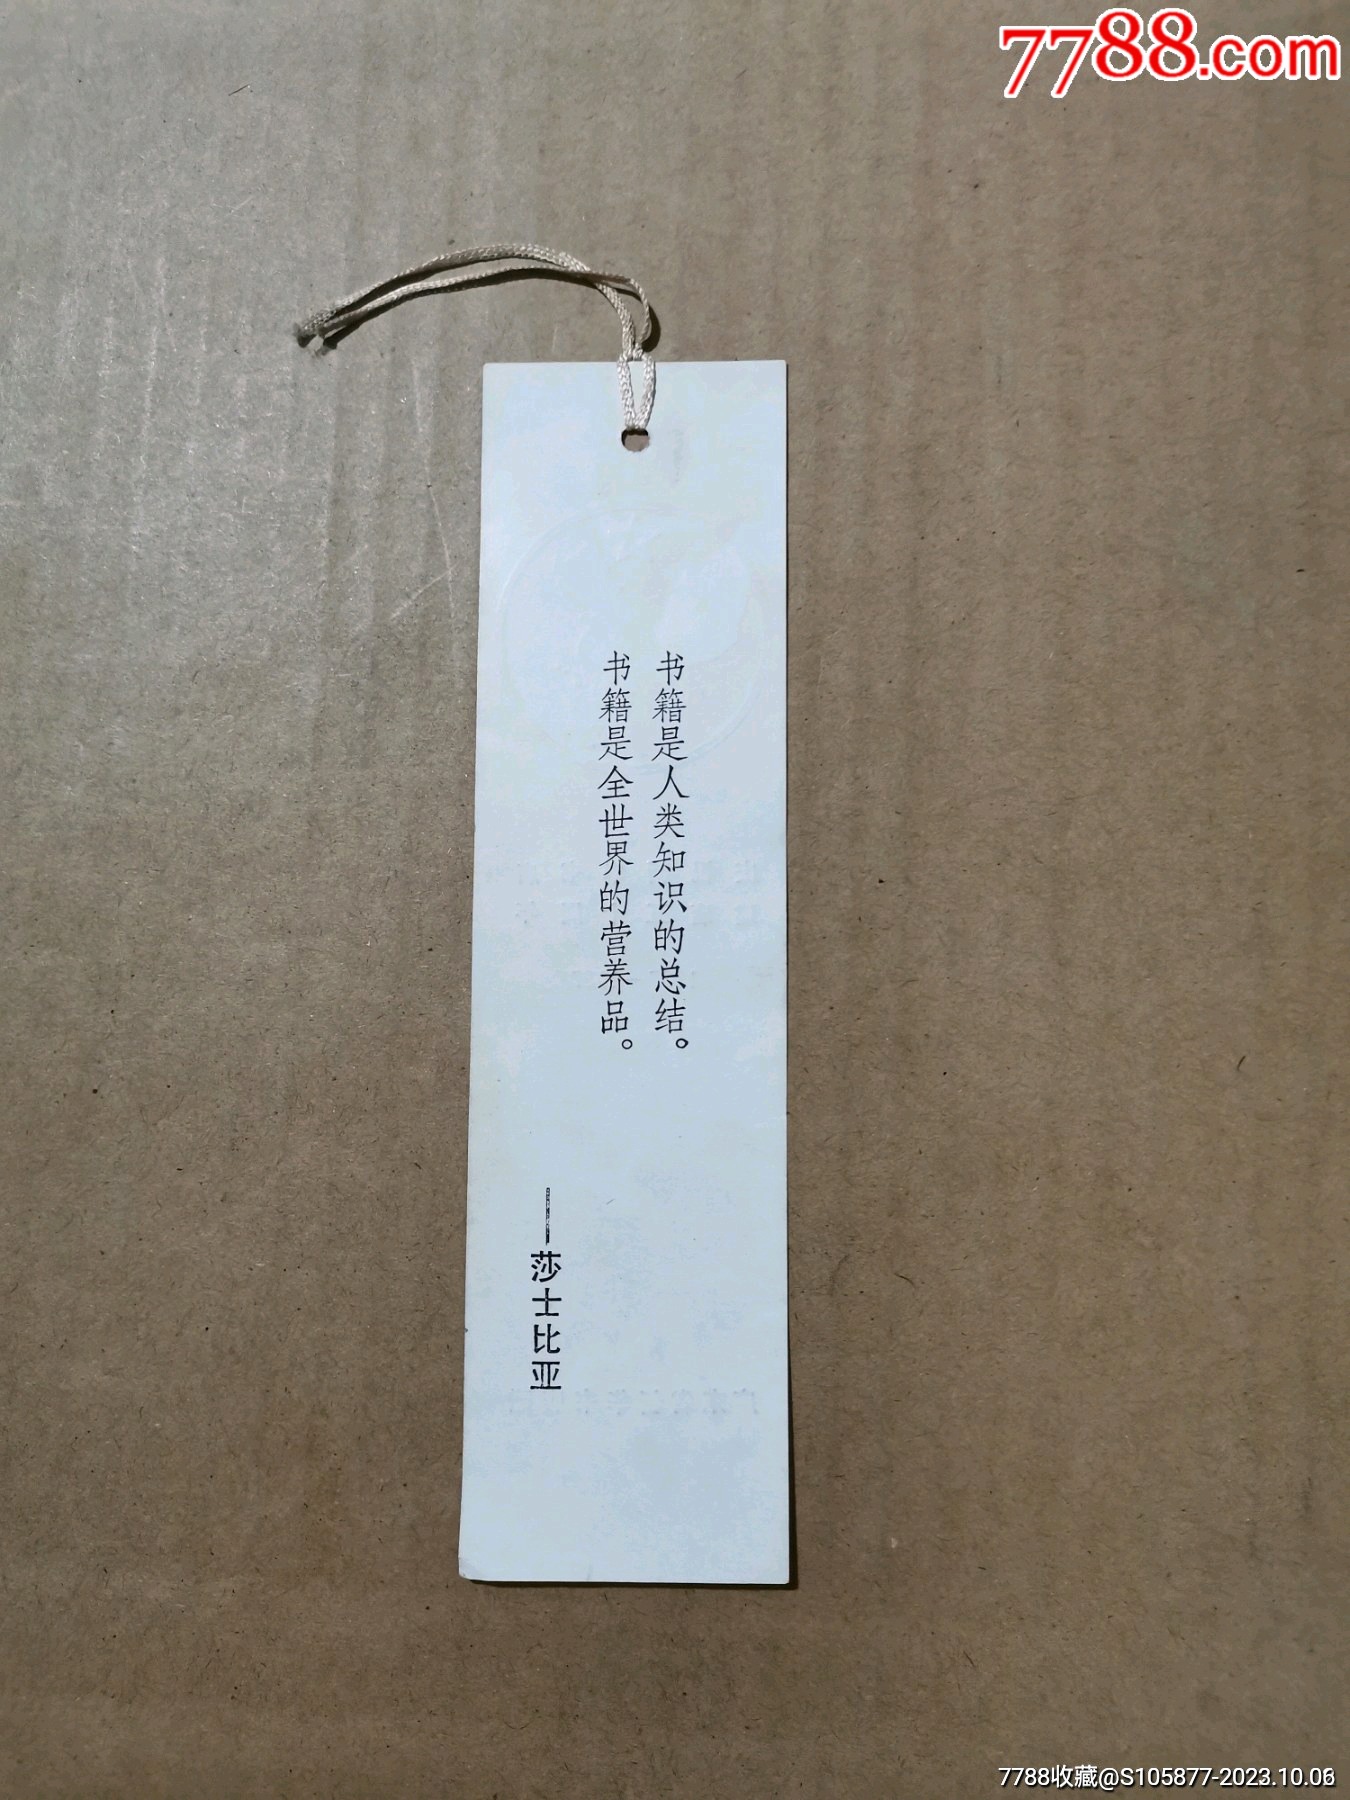 7788.com
书籍是人类知识的总结。
书籍是全世界的营养品。
——莎士比亚
7788收藏@S105877-2023.10.06